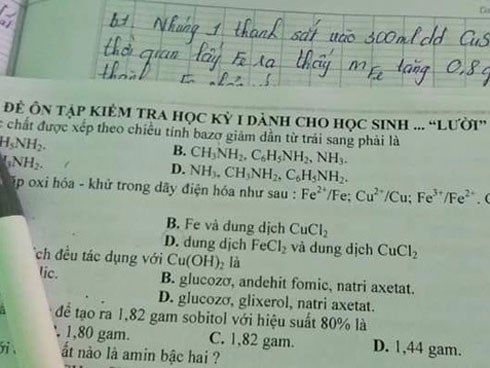 b1 Nhúng 1 thanh sắt vào 300ml dd CuS
thời gian lấy Fe ra thấy mFe tăng 0,8g
ĐỀ ÔN TẬP KIỂM TRA HỌC KỲ I DÀNH CHO HỌC SINH ... “LƯỜI”
chất được xếp theo chiều tính bazơ giảm dần từ trái sang phải là
H₅NH₂.
B. CH₃NH₂, C₆H₅NH₂, NH₃.
NH₂.
D. NH₃, CH₃NH₂, C₆H₅NH₂.
oxi hóa - khử trong dãy điện hóa như sau : Fe²⁺/Fe; Cu²⁺/Cu; Fe³⁺/Fe²⁺.
B. Fe và dung dịch CuCl₂
D. dung dịch FeCl₂ và dung dịch CuCl₂
ịch đều tác dụng với Cu(OH)₂ là
lic.
B. glucozơ, andehit fomic, natri axetat.
D. glucozơ, glixerol, natri axetat.
để tạo ra 1,82 gam sobitol với hiệu suất 80% là
1,80 gam. C. 1,82 gam. D. 1,44 gam.
ất nào là amin bậc hai ?